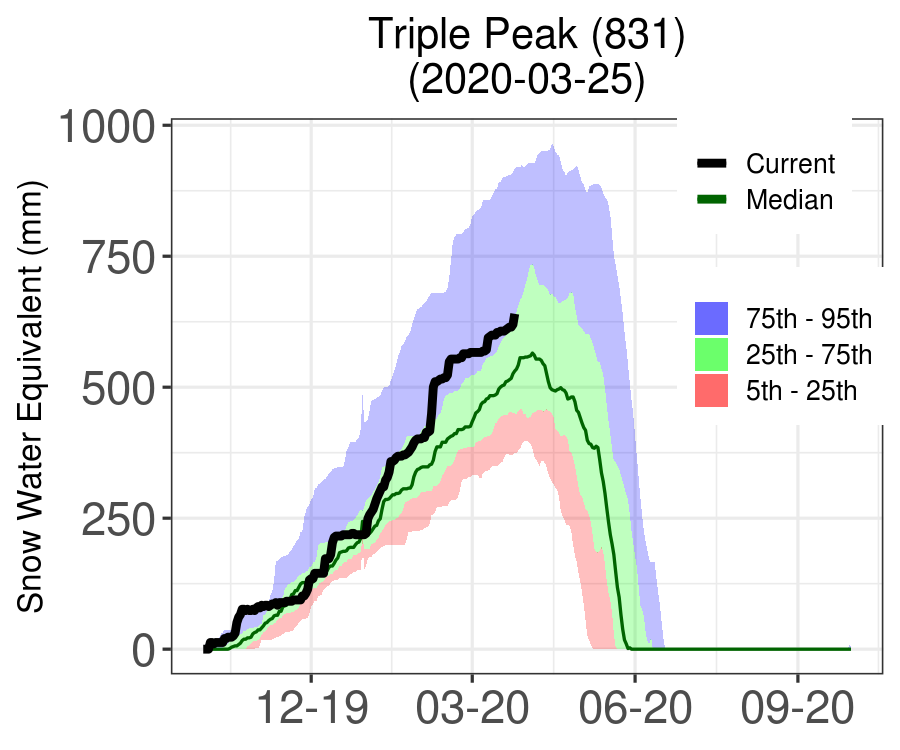 Triple Peak (831)
(2020-03-25)
Snow Water Equivalent (mm)
1000
750
500
250
0
12-19
03-20
06-20
09-20
Current
Median
75th - 95th
25th - 75th
5th - 25th